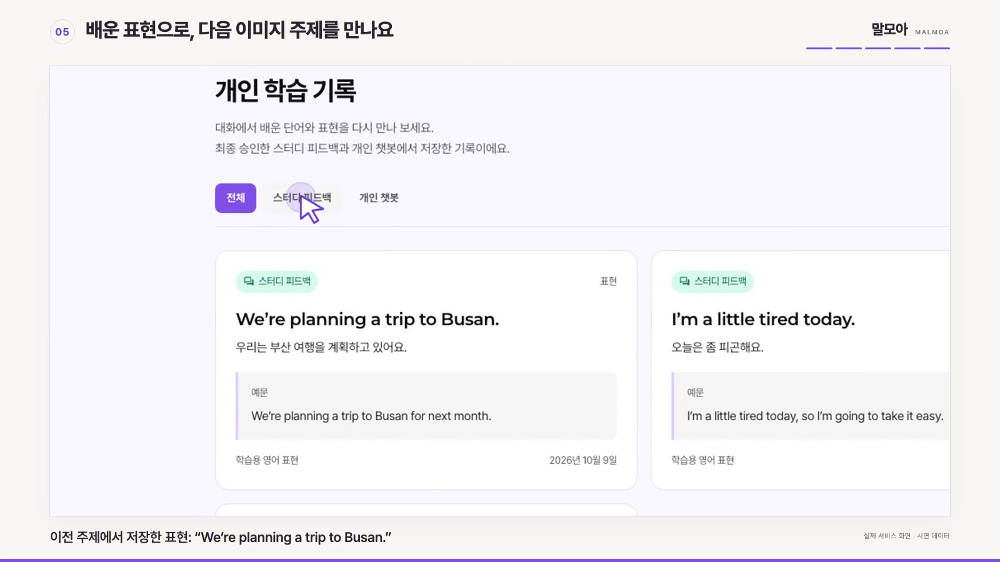 05 배운 표현으로, 다음 이미지 주제를 만나요
말모아 MALMOA
개인 학습 기록
대화에서 배운 단어와 표현을 다시 만나 보세요.
최종 승인한 스터디 피드백과 개인 챗봇에서 저장한 기록이에요.
전체 스터디 피드백 개인 챗봇
스터디 피드백 표현
We’re planning a trip to Busan.
우리는 부산 여행을 계획하고 있어요.
예문
We’re planning a trip to Busan for next month.
학습용 영어 표현 2026년 10월 9일
스터디 피드백
I’m a little tired today.
오늘은 좀 피곤해요.
예문
I’m a little tired today, so I’m going to take it easy.
학습용 영어 표현
이전 주제에서 저장한 표현: “We’re planning a trip to Busan.”
실제 서비스 화면 · 시연 데이터